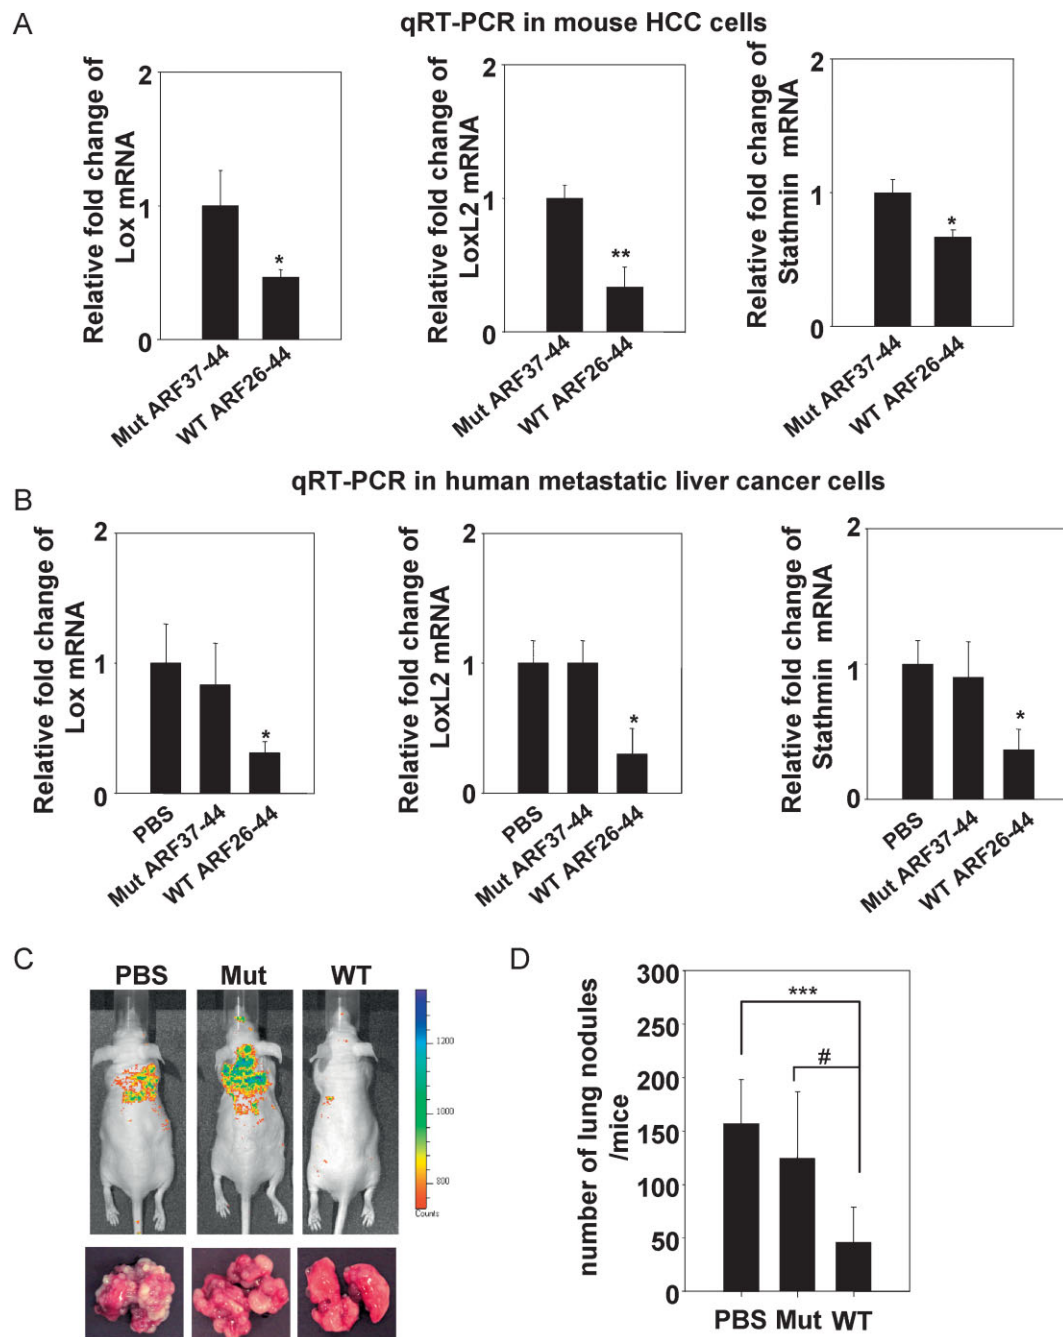 A
qRT-PCR in mouse HCC cells
Relative fold change of
Lox mRNA
2
1
0
*
Mut ARF37-44
WT ARF26-44
Relative fold change of
LoxL2 mRNA
2
1
0
**
Mut ARF37-44
WT ARF26-44
Relative fold change of
Stathmin mRNA
2
1
0
*
Mut ARF37-44
WT ARF26-44
B
qRT-PCR in human metastatic liver cancer cells
Relative fold change of
Lox mRNA
2
1
0
*
PBS
Mut ARF37-44
WT ARF26-44
Relative fold change of
LoxL2 mRNA
2
1
0
*
PBS
Mut ARF37-44
WT ARF26-44
Relative fold change of
Stathmin mRNA
2
1
0
*
PBS
Mut ARF37-44
WT ARF26-44
C
PBS Mut WT
1200
1000
800
Counts
D
number of lung nodules
/mice
300
250
200
150
100
50
0
***
#
PBS Mut WT